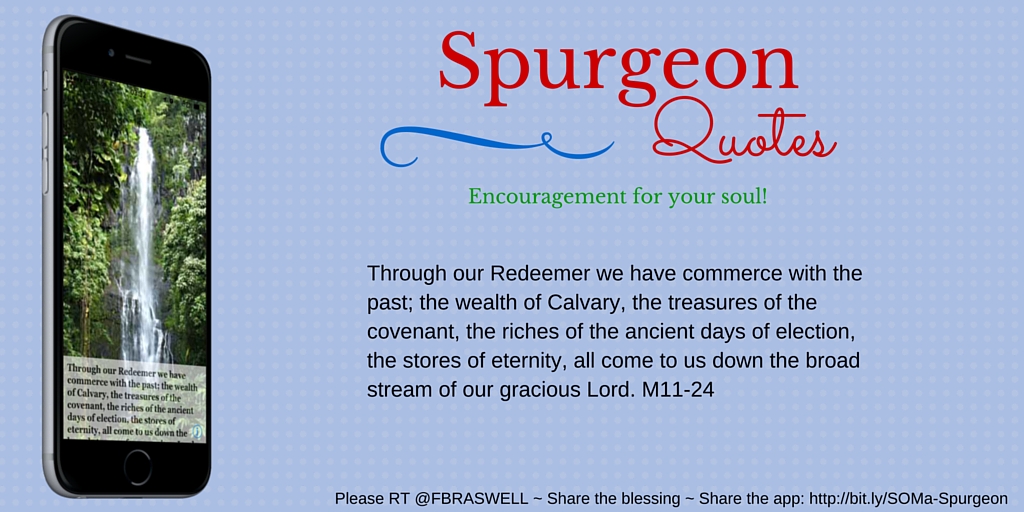 Spurgeon
Quotes
Encouragement for your soul!
Through our Redeemer we have commerce with the
past; the wealth of Calvary, the treasures of the
covenant, the riches of the ancient days of election,
the stores of eternity, all come to us down the broad
stream of our gracious Lord. M11-24
Through our Redeemer we have
commerce with the past; the wealth
of Calvary, the treasures of the
covenant, the riches of the ancient
days of election, the stores of
eternity, all come to us down the
Please RT @FBRASWELL ~ Share the blessing ~ Share the app: http://bit.ly/SOMa-Spurgeon